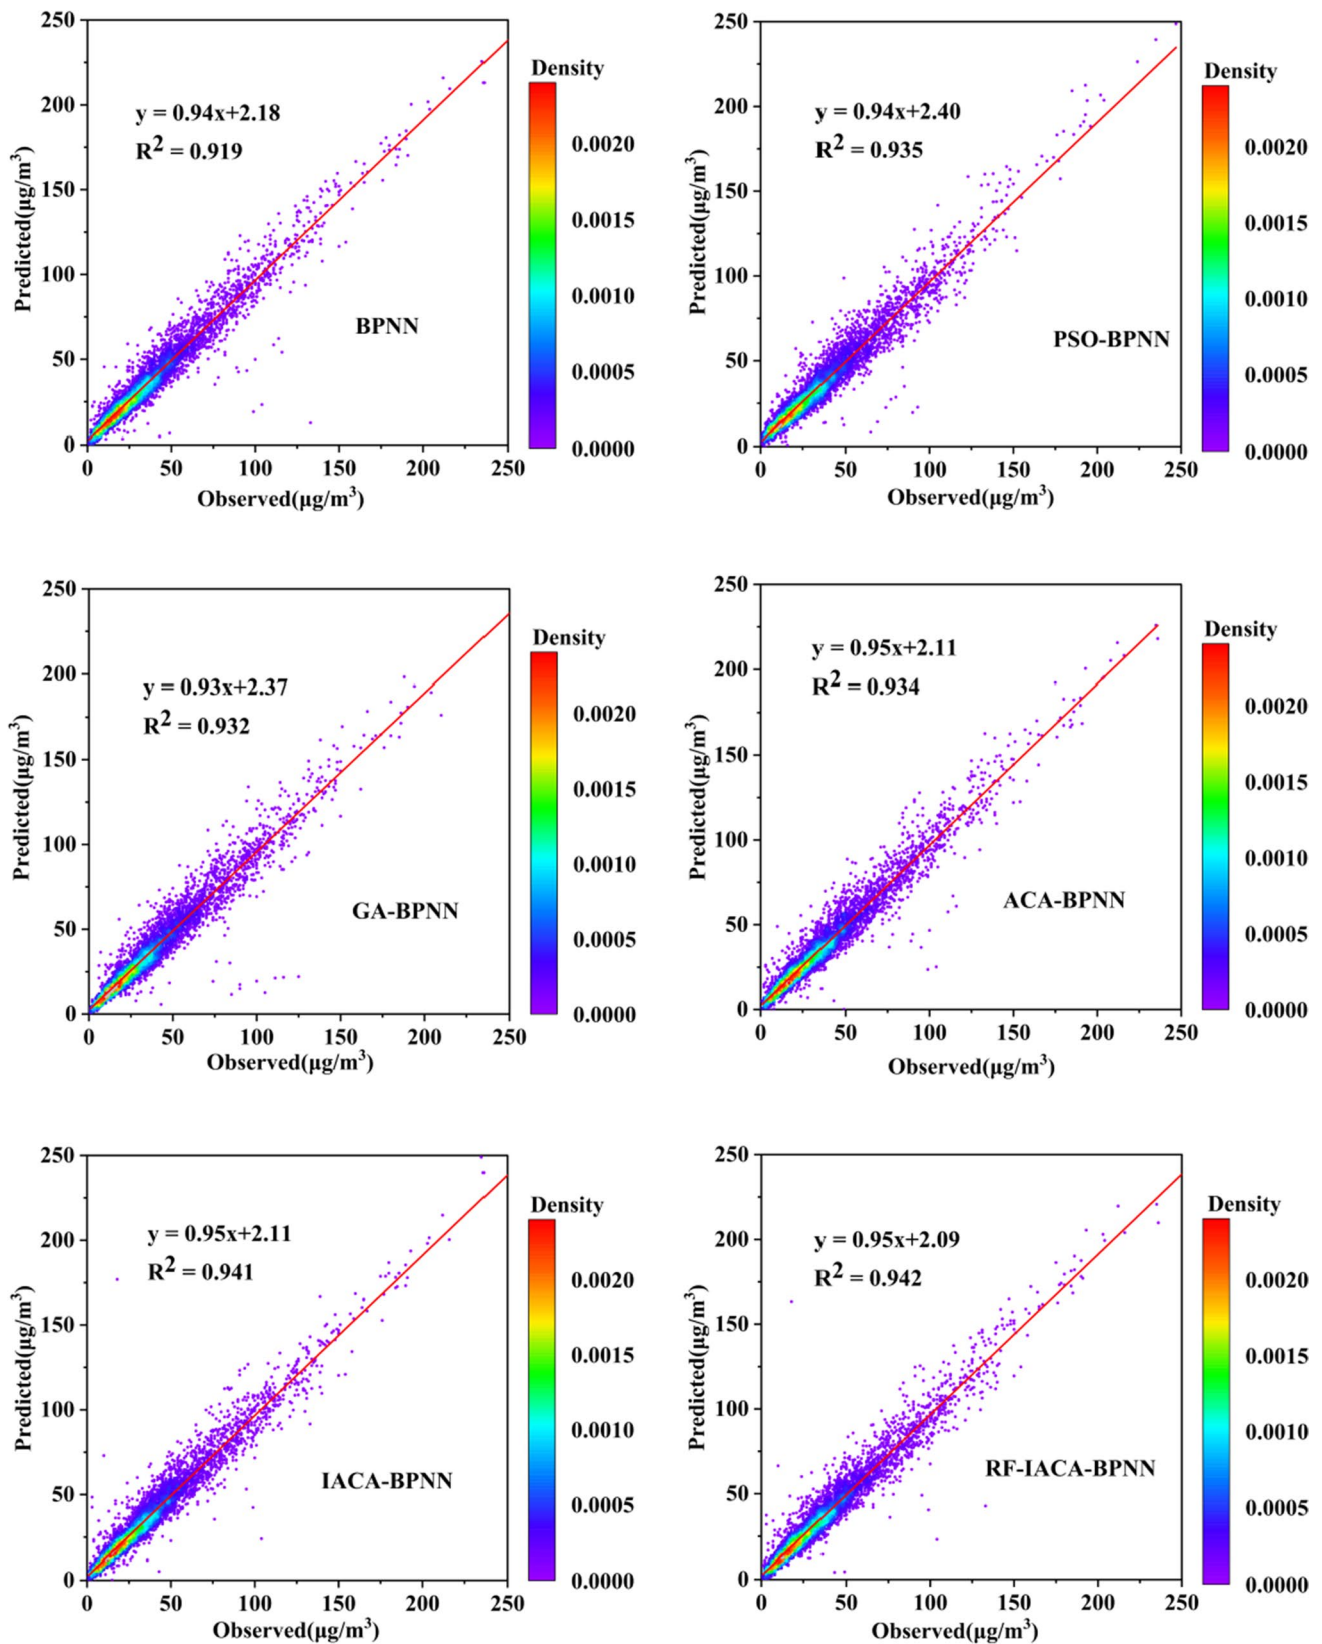 250
200
150
100
50
0
0 50 100 150 200 250
Predicted(μg/m³)
Observed(μg/m³)
y = 0.94x+2.18
R² = 0.919
BPNN
Density
0.0020
0.0015
0.0010
0.0005
0.0000
250
200
150
100
50
0
0 50 100 150 200 250
Predicted(μg/m³)
Observed(μg/m³)
y = 0.94x+2.40
R² = 0.935
PSO-BPNN
Density
0.0020
0.0015
0.0010
0.0005
0.0000
250
200
150
100
50
0
0 50 100 150 200 250
Predicted(μg/m³)
Observed(μg/m³)
y = 0.93x+2.37
R² = 0.932
GA-BPNN
Density
0.0020
0.0015
0.0010
0.0005
0.0000
250
200
150
100
50
0
0 50 100 150 200 250
Predicted(μg/m³)
Observed(μg/m³)
y = 0.95x+2.11
R² = 0.934
ACA-BPNN
Density
0.0020
0.0015
0.0010
0.0005
0.0000
250
200
150
100
50
0
0 50 100 150 200 250
Predicted(μg/m³)
Observed(μg/m³)
y = 0.95x+2.11
R² = 0.941
IACA-BPNN
Density
0.0020
0.0015
0.0010
0.0005
0.0000
250
200
150
100
50
0
0 50 100 150 200 250
Predicted(μg/m³)
Observed(μg/m³)
y = 0.95x+2.09
R² = 0.942
RF-IACA-BPNN
Density
0.0020
0.0015
0.0010
0.0005
0.0000